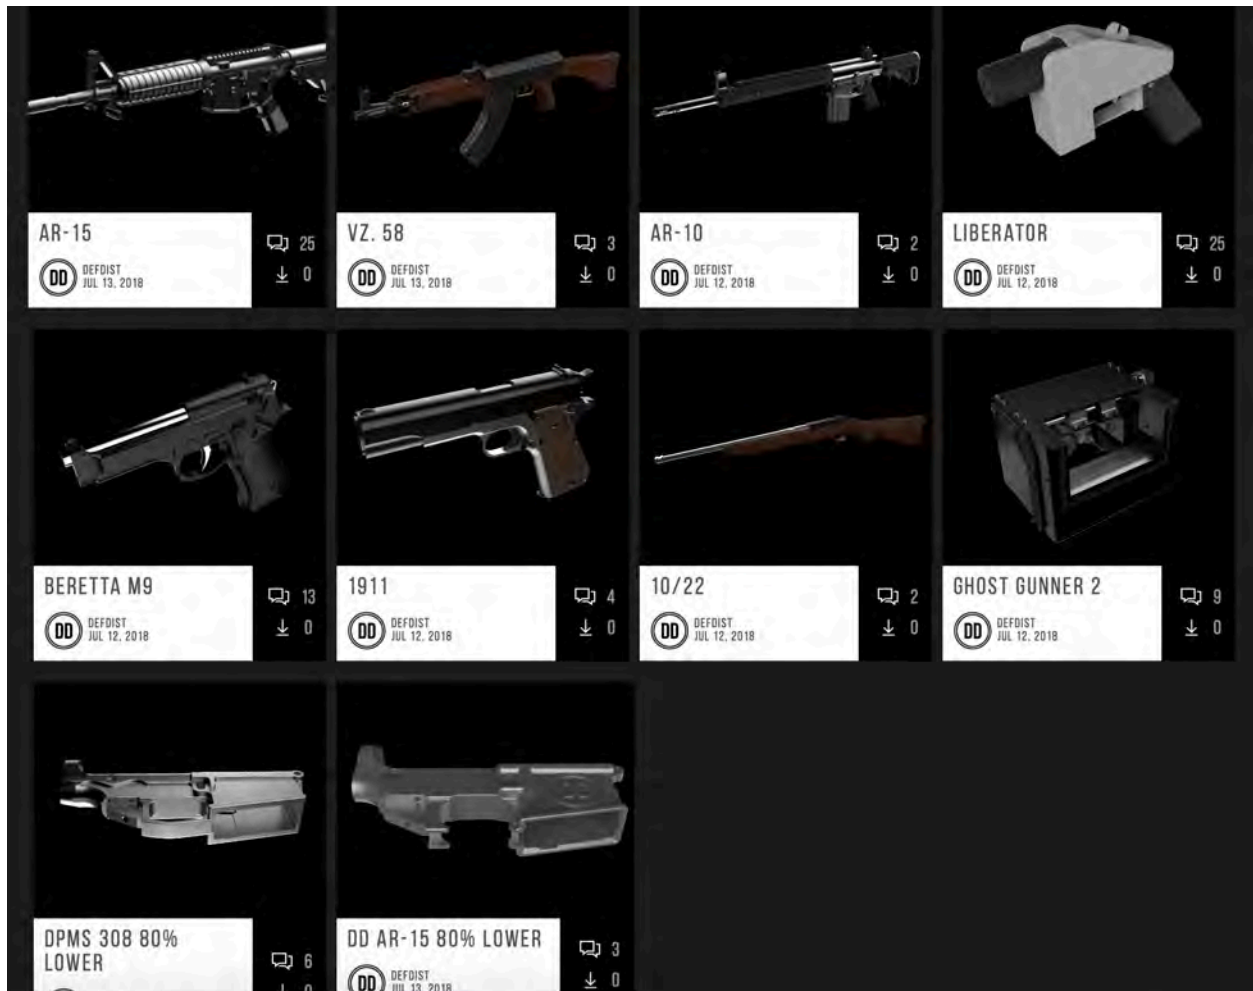 AR-15
25
DD
DEFDIST
JUL 13, 2018
0
VZ. 58
3
DD
DEFDIST
JUL 13, 2018
0
AR-10
2
DD
DEFDIST
JUL 12, 2018
0
LIBERATOR
25
DD
DEFDIST
JUL 12, 2018
0
BERETTA M9
13
DD
DEFDIST
JUL 12, 2018
0
1911
4
DD
DEFDIST
JUL 12, 2018
0
10/22
2
DD
DEFDIST
JUL 12, 2018
0
GHOST GUNNER 2
9
DD
DEFDIST
JUL 12, 2018
0
DPMS 308 80%
LOWER
6
0
DD AR-15 80% LOWER
3
DD
DEFDIST
JUL 13, 2018
0